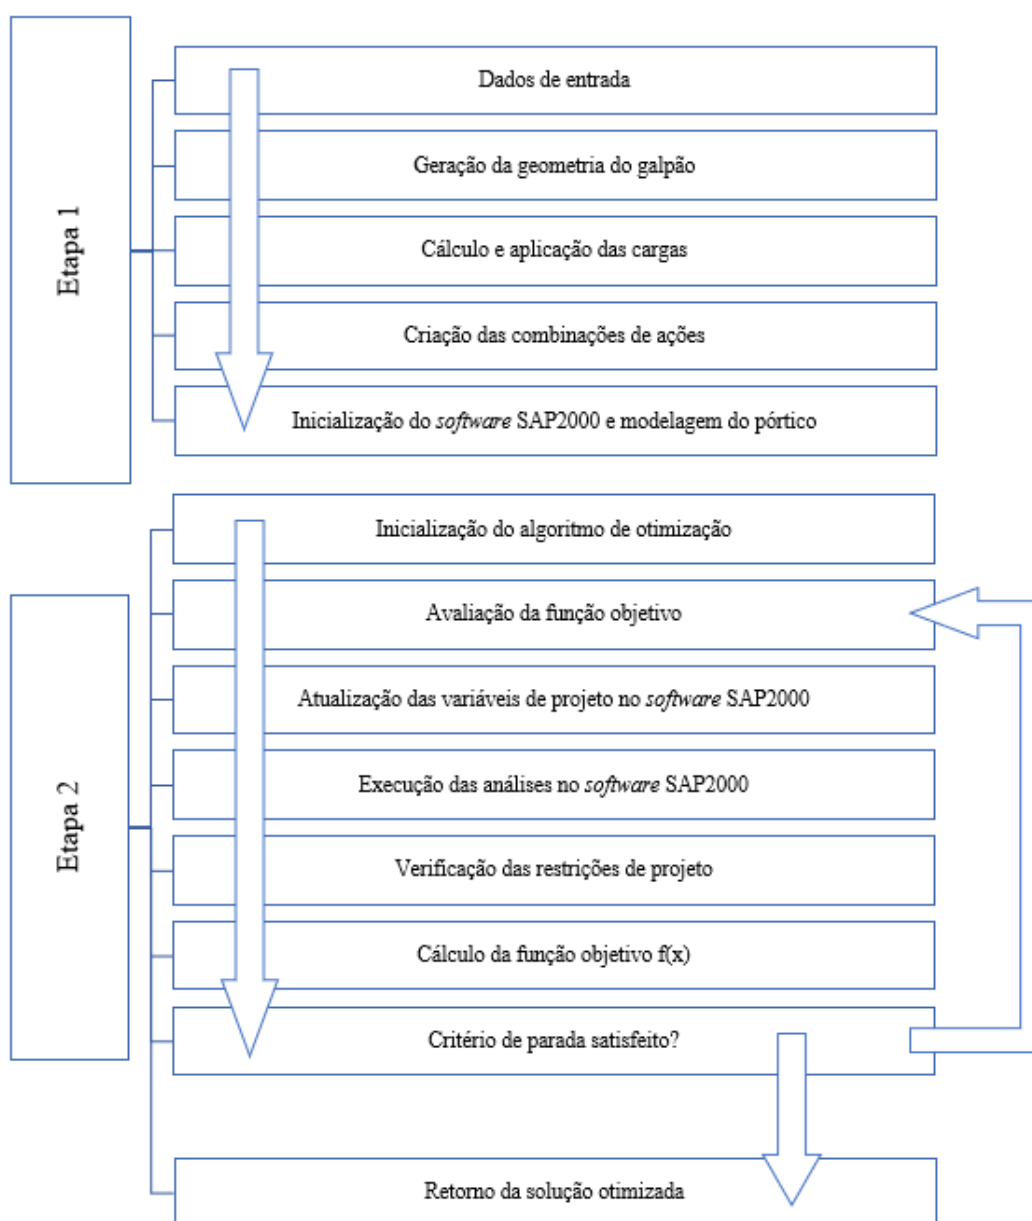 Etapa 1
Dados de entrada
Geração da geometria do galpão
Cálculo e aplicação das cargas
Criação das combinações de ações
Inicialização do software SAP2000 e modelagem do pórtico
Etapa 2
Inicialização do algoritmo de otimização
Avaliação da função objetivo
Atualização das variáveis de projeto no software SAP2000
Execução das análises no software SAP2000
Verificação das restrições de projeto
Cálculo da função objetivo f(x)
Critério de parada satisfeito?
Retorno da solução otimizada